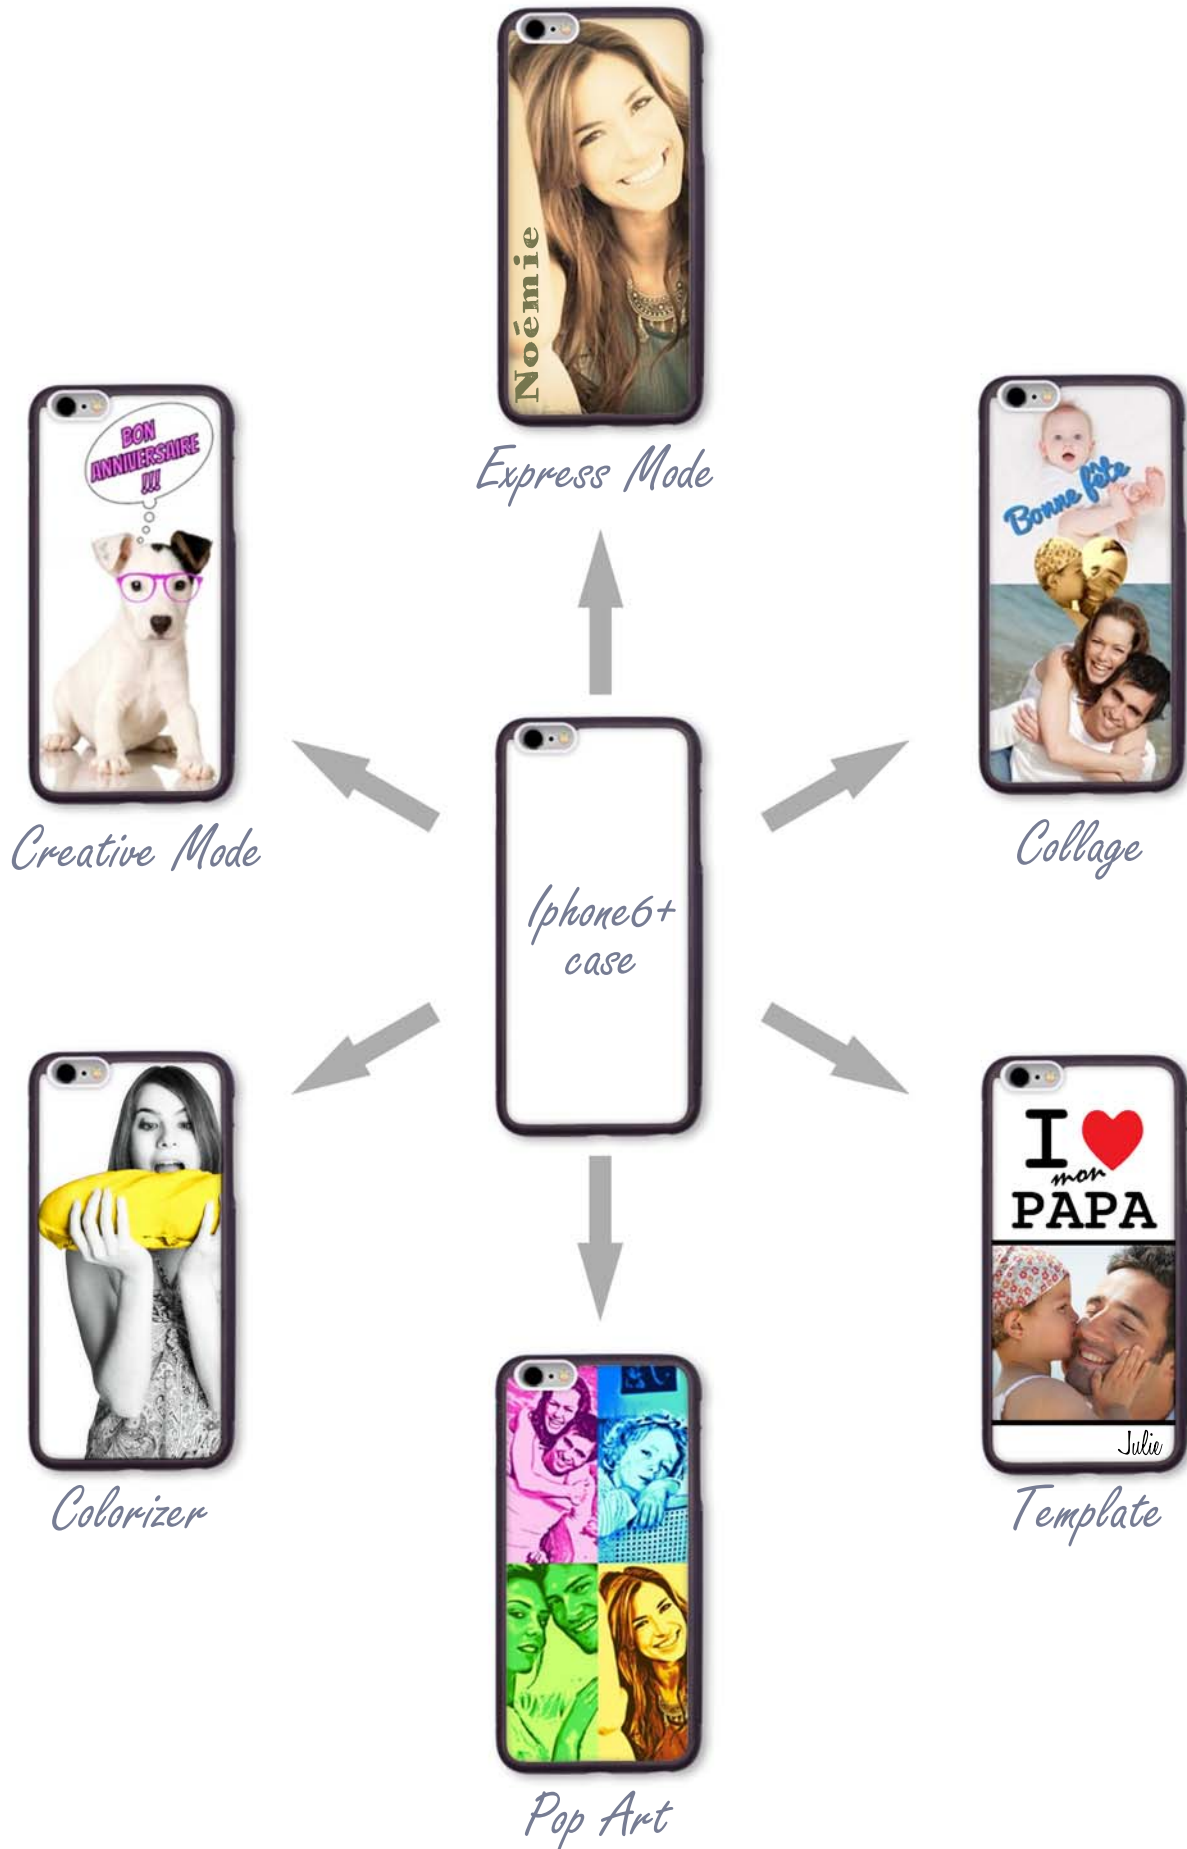 Noémie
Express Mode
BON
ANNIVERSAIRE
!!!
Creative Mode
Bonne fête
Collage
Iphone6+
case
Colorizer
I ❤
mon
PAPA
Julie
Template
Pop Art